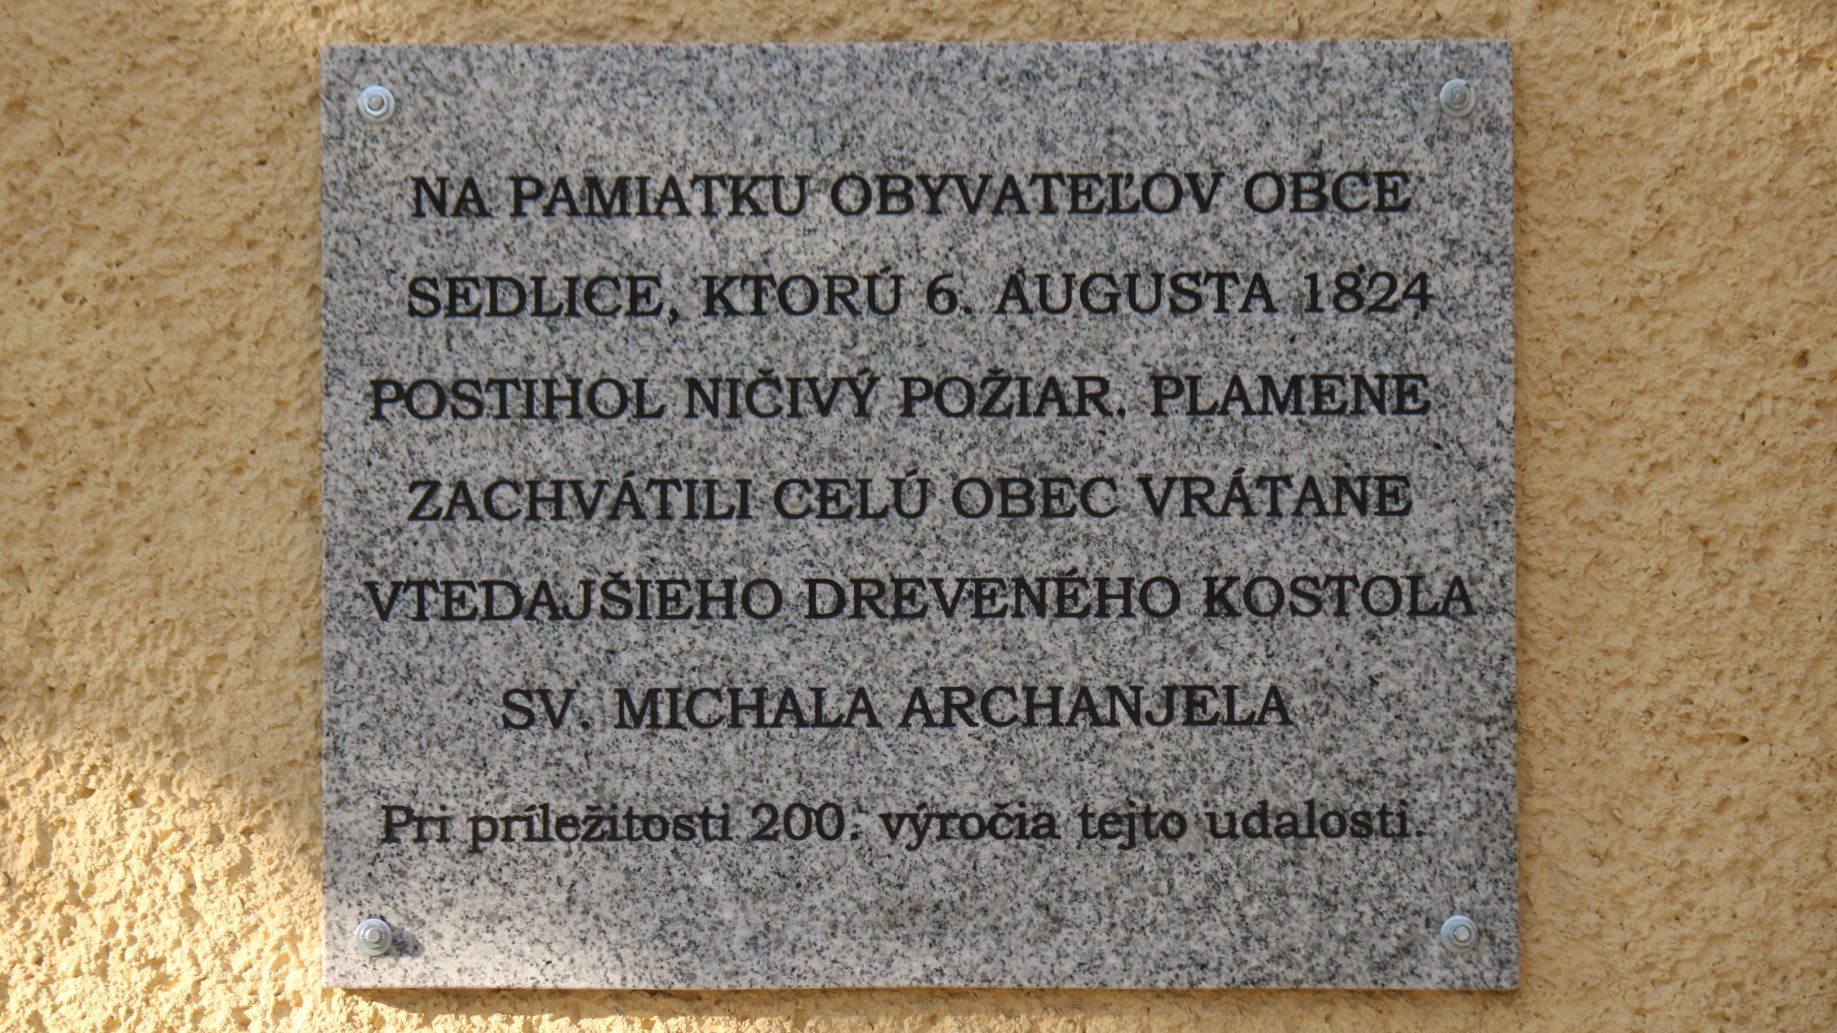 NA PAMIATKU OBYVATEĽOV OBCE
SEDLICE, KTORÚ 6. AUGUSTA 1824
POSTIHOL NIČIVÝ POŽIAR. PLAMENE
ZACHVÁTILI CELÚ OBEC VRÁTANE
VTEDAJŠIEHO DREVENÉHO KOSTOLA
SV. MICHALA ARCHANJELA
Pri príležitosti 200. výročia tejto udalosti.